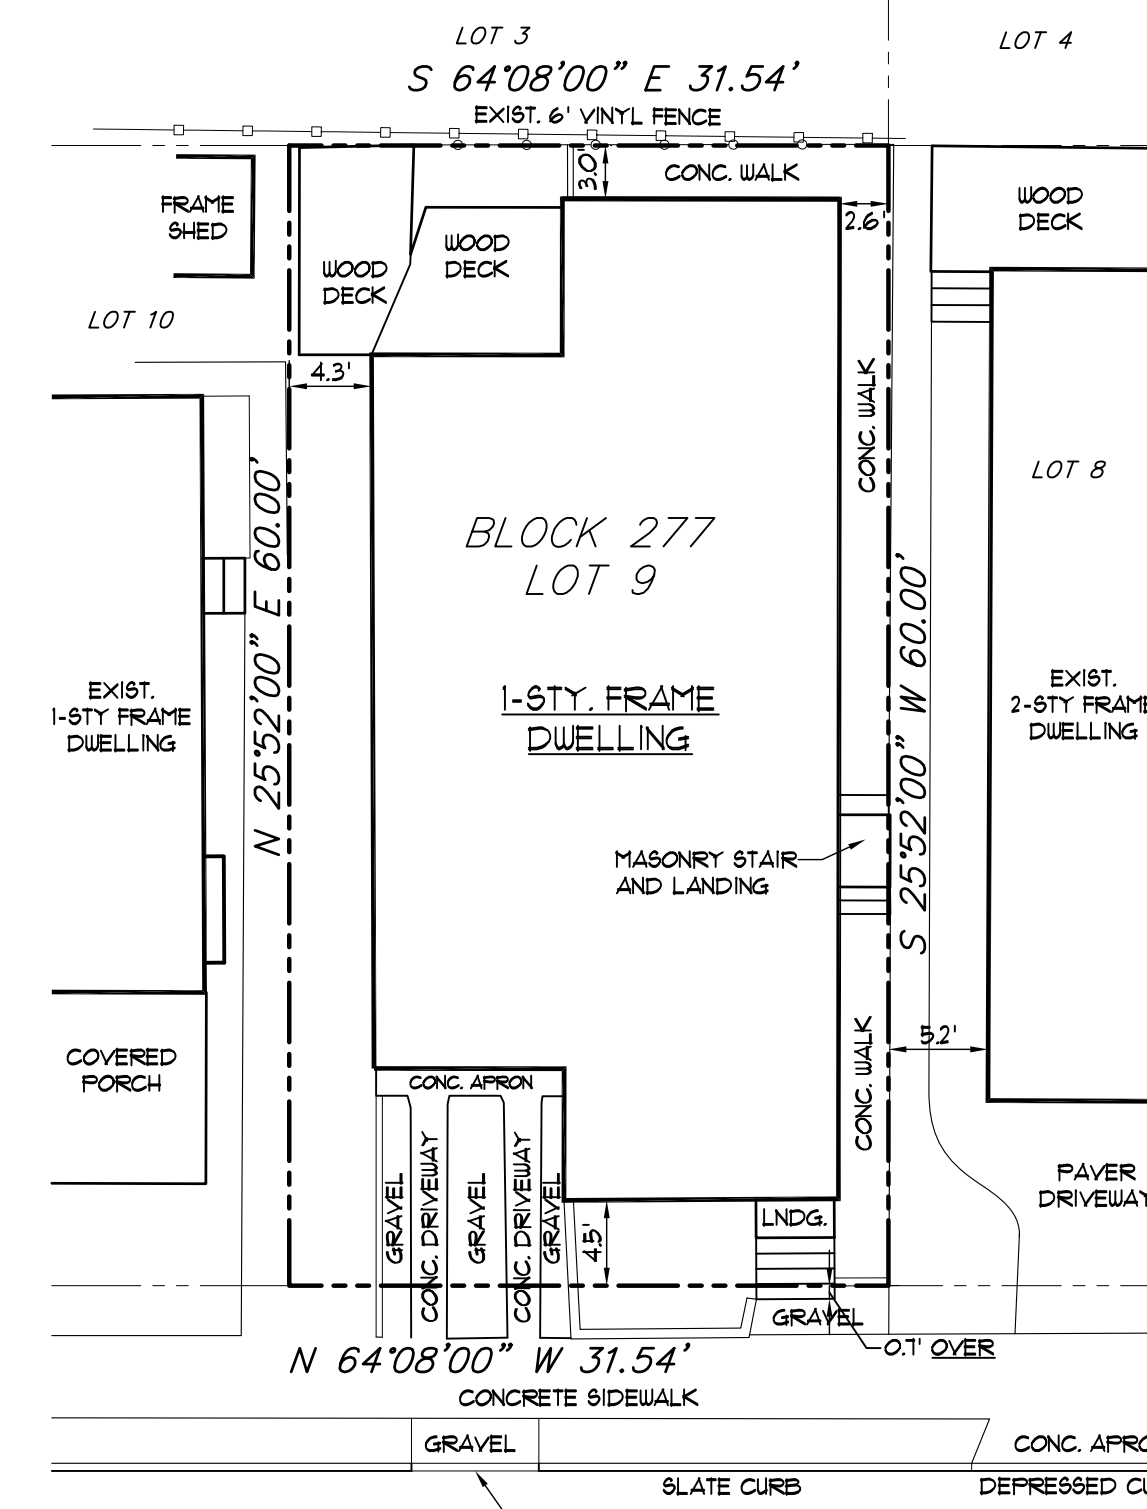 LOT 3
LOT 4
S 64°08'00" E 31.54'
EXIST. 6' VINYL FENCE
3.0'
CONC. WALK
2.6'
FRAME
SHED
WOOD
DECK
WOOD
DECK
WOOD
DECK
LOT 10
4.3'
CONC. WALK
LOT 8
N 25°52'00" E 60.00'
BLOCK 277
LOT 9
S 25°52'00" W 60.00'
EXIST.
1-STY FRAME
DWELLING
1-STY. FRAME
DWELLING
EXIST.
2-STY FRAME
DWELLING
MASONRY STAIR
AND LANDING
COVERED
PORCH
CONC. WALK
5.2'
CONC. APRON
GRAVEL
CONC. DRIVEWAY
GRAVEL
CONC. DRIVEWAY
GRAVEL
4.5'
LNDG.
PAVER
DRIVEWAY
GRAVEL
0.7' OVER
N 64°08'00" W 31.54'
CONCRETE SIDEWALK
GRAVEL
CONC. APRO
SLATE CURB
DEPRESSED CU